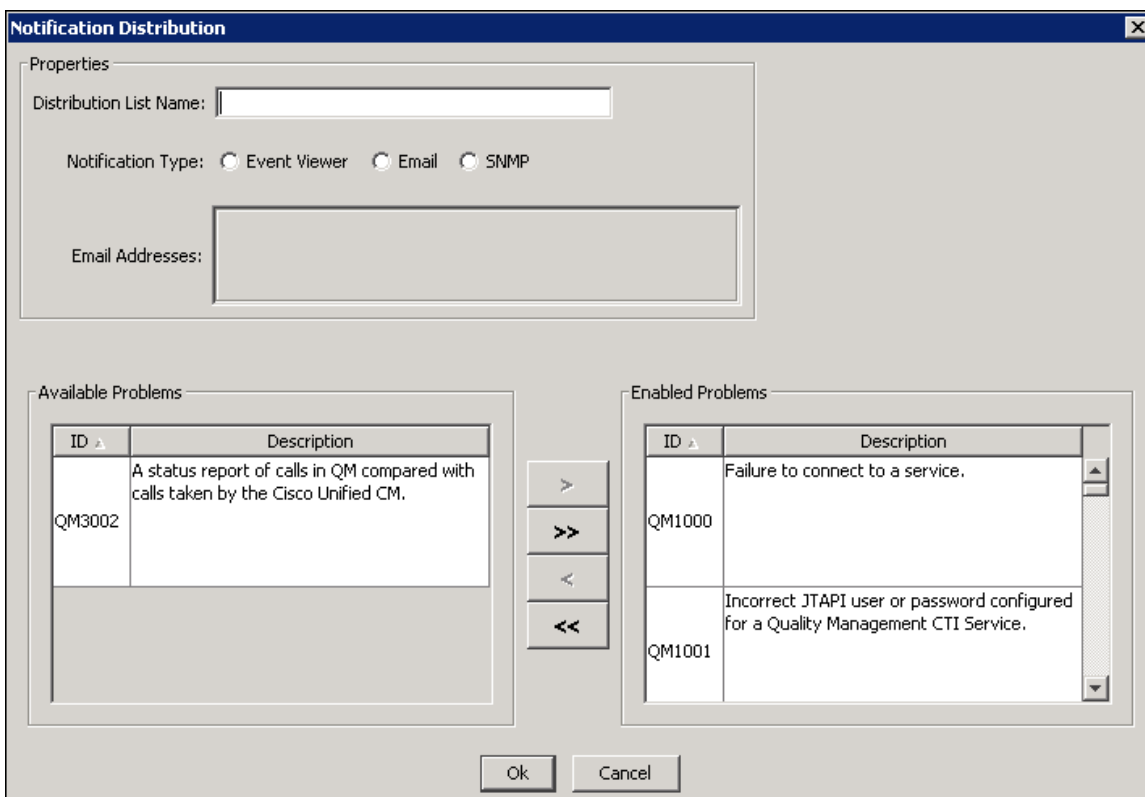 Notification Distribution
Properties
Distribution List Name:
Notification Type: Event Viewer Email SNMP
Email Addresses:
Available Problems
ID Description
QM3002
A status report of calls in QM compared with
calls taken by the Cisco Unified CM.
>
>>
<
<<
Enabled Problems
ID Description
QM1000
Failure to connect to a service.
QM1001
Incorrect JTAPI user or password configured
for a Quality Management CTI Service.
Ok Cancel